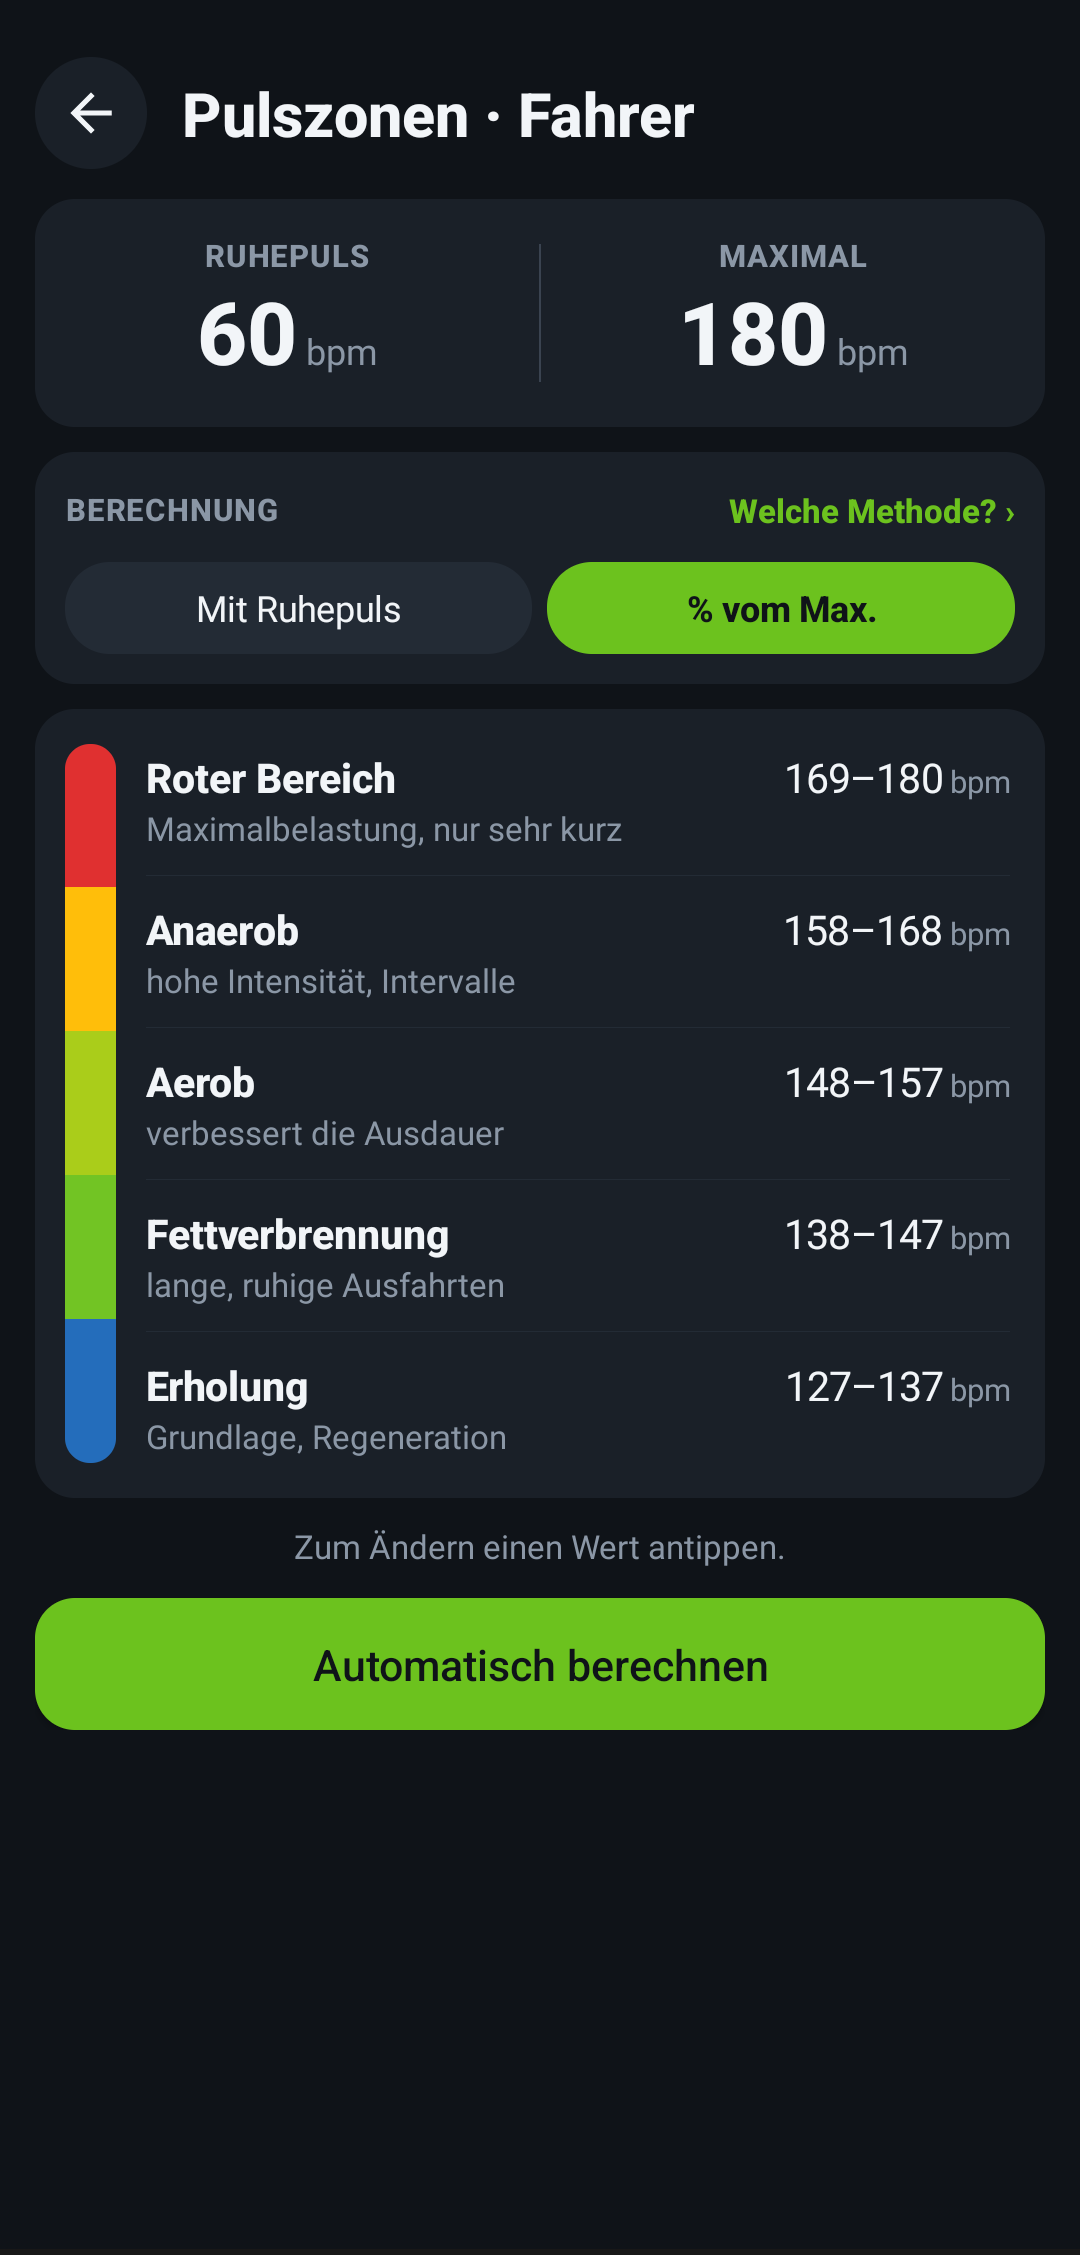 Pulszonen · Fahrer
RUHEPULS
60 bpm
MAXIMAL
180 bpm
BERECHNUNG
Welche Methode? ›
Mit Ruhepuls
% vom Max.
Roter Bereich
169–180 bpm
Maximalbelastung, nur sehr kurz
Anaerob
158–168 bpm
hohe Intensität, Intervalle
Aerob
148–157 bpm
verbessert die Ausdauer
Fettverbrennung
138–147 bpm
lange, ruhige Ausfahrten
Erholung
127–137 bpm
Grundlage, Regeneration
Zum Ändern einen Wert antippen.
Automatisch berechnen